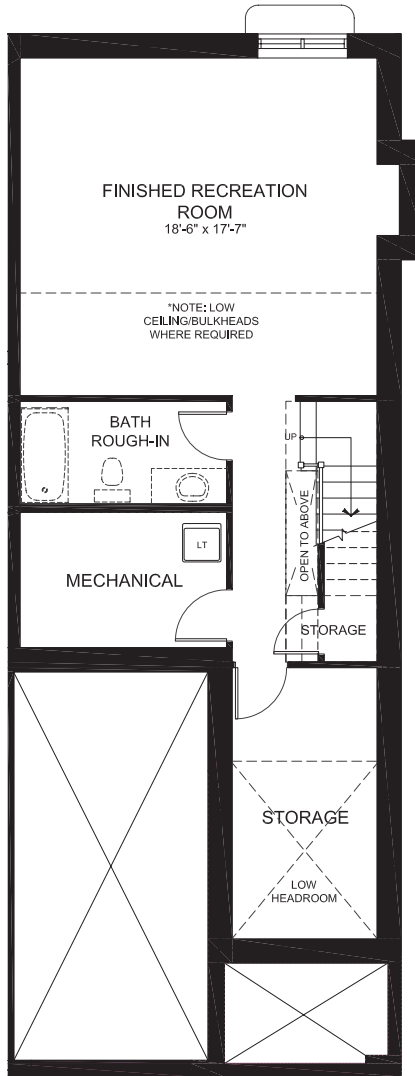 FINISHED RECREATION
ROOM
18'-6" x 17'-7"
*NOTE: LOW
CEILING/BULKHEADS
WHERE REQUIRED
BATH
ROUGH-IN
UP
OPEN TO ABOVE
LT
MECHANICAL
STORAGE
STORAGE
LOW
HEADROOM